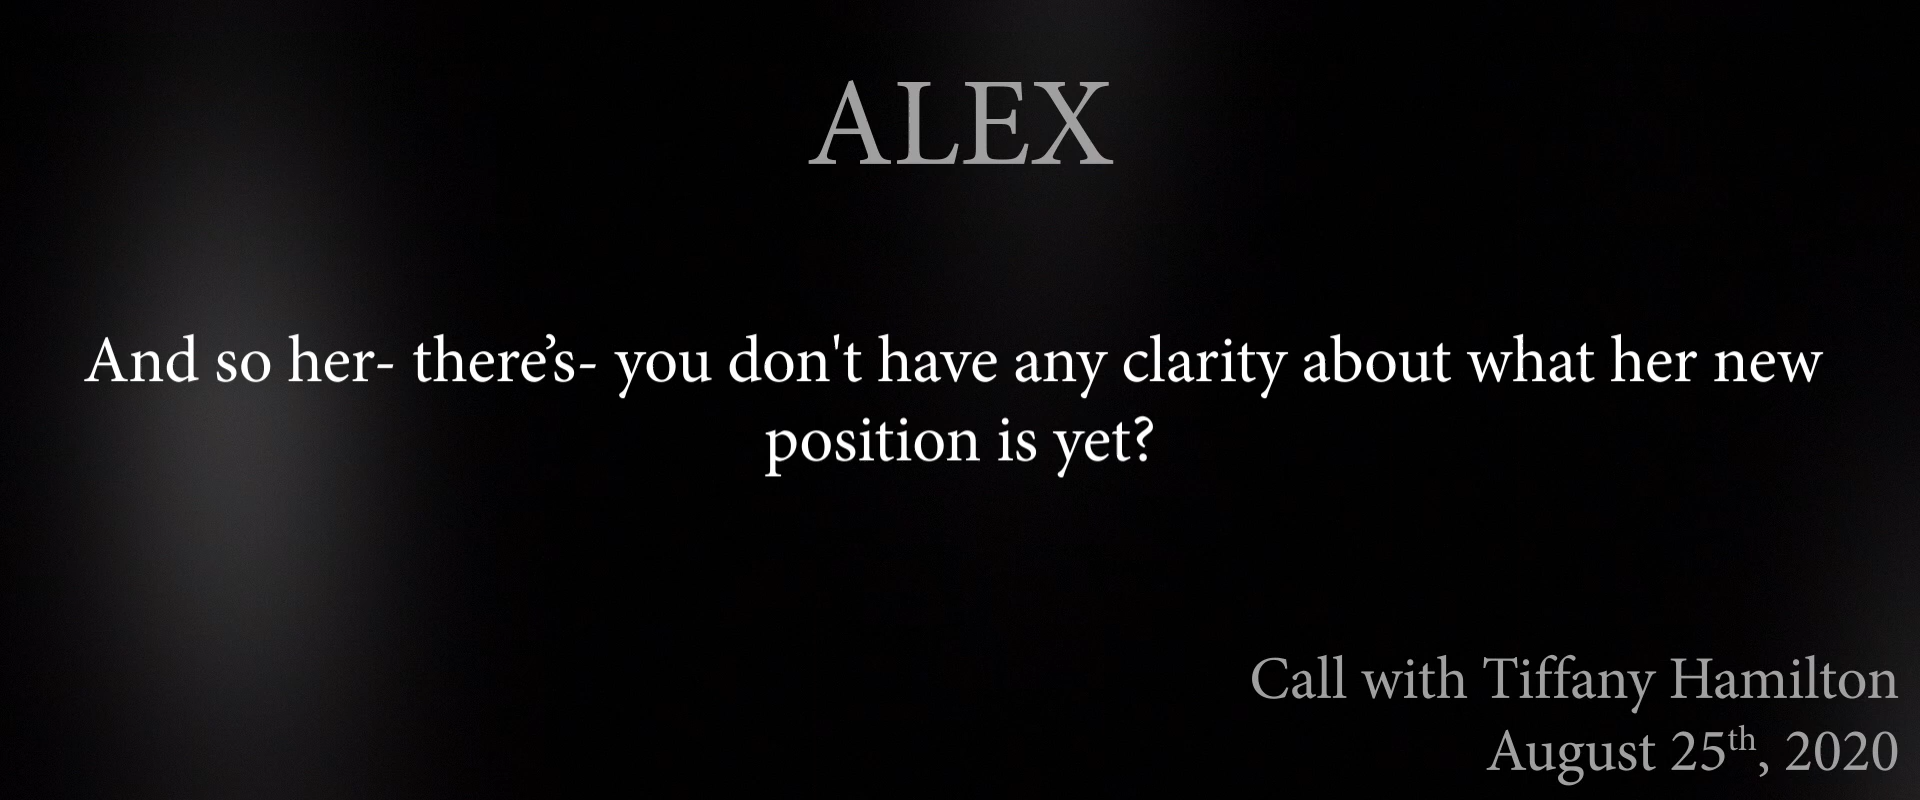 ALEX
And so her- there’s- you don't have any clarity about what her new
position is yet?
Call with Tiffany Hamilton
August 25th, 2020